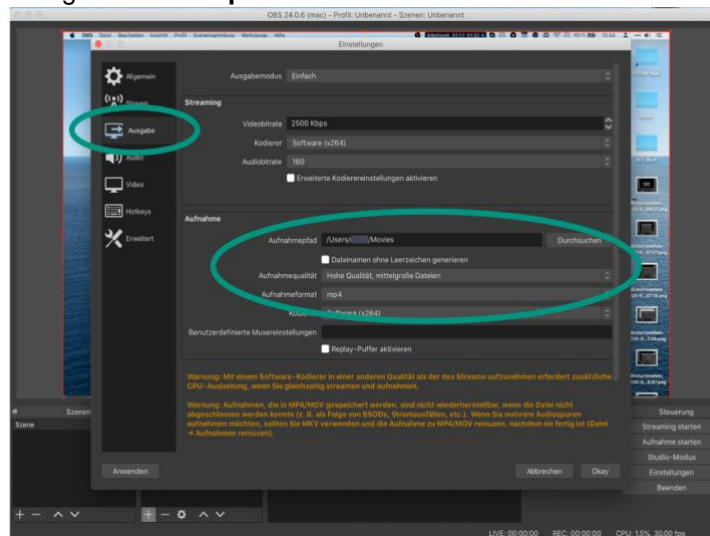 OBS 24.0.6 (mac) - Profil: Unbenannt - Szenen: Unbenannt
Einstellungen
Allgemein
Stream
Ausgabe
Audio
Video
Hotkeys
Erweitert
Ausgabemodus Einfach
Streaming
Videobitrate 2500 Kbps
Kodierer Software (x264)
Audiobitrate 160
Erweiterte Kodierereinstellungen aktivieren
Aufnahme
Aufnahmepfad /Users/ /Movies Durchsuchen
Dateinamen ohne Leerzeichen generieren
Aufnahmequalität Hohe Qualität, mittelgroße Dateien
Aufnahmeformat mp4
Software (x264)
Benutzerdefinierte Muxereinstellungen
Replay-Puffer aktivieren
Warnung: Mit einem Software-Kodierer in einer anderen Qualität als der des Streams aufzunehmen erfordert zusätzliche
CPU-Auslastung, wenn Sie gleichzeitig streamen und aufnehmen.
Warnung: Aufnahmen, die in MP4/MOV gespeichert werden, sind nicht wiederherstellbar, wenn die Datei nicht
abgeschlossen werden konnte (z. B. als Folge von BSODs, Stromausfällen, etc.). Wenn Sie mehrere Audiospuren
aufnehmen möchten, sollten Sie MKV verwenden und die Aufnahme zu MP4/MOV remuxen, nachdem sie fertig ist (Datei
→ Aufnahmen remuxen).
Anwenden Abbrechen Okay
Szenen
Szene
Steuerung
Streaming starten
Aufnahme starten
Studio-Modus
Einstellungen
Beenden
LIVE: 00:00:00 REC: 00:00:00 CPU: 1.5%, 30.00 fps